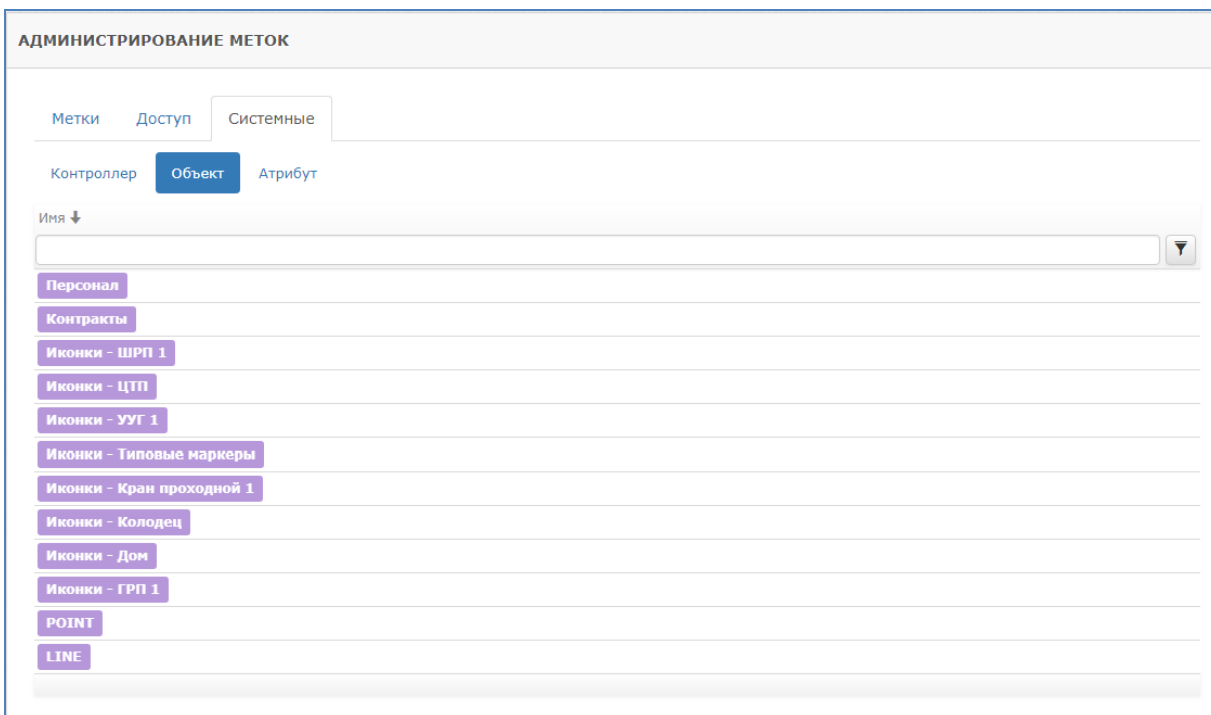 АДМИНИСТРИРОВАНИЕ МЕТОК
Метки Доступ Системные
Контроллер Объект Атрибут
Имя
Персонал
Контракты
Иконки - ШРП 1
Иконки - ЦТП
Иконки - УУГ 1
Иконки - Типовые маркеры
Иконки - Кран проходной 1
Иконки - Колодец
Иконки - Дом
Иконки - ГРП 1
POINT
LINE